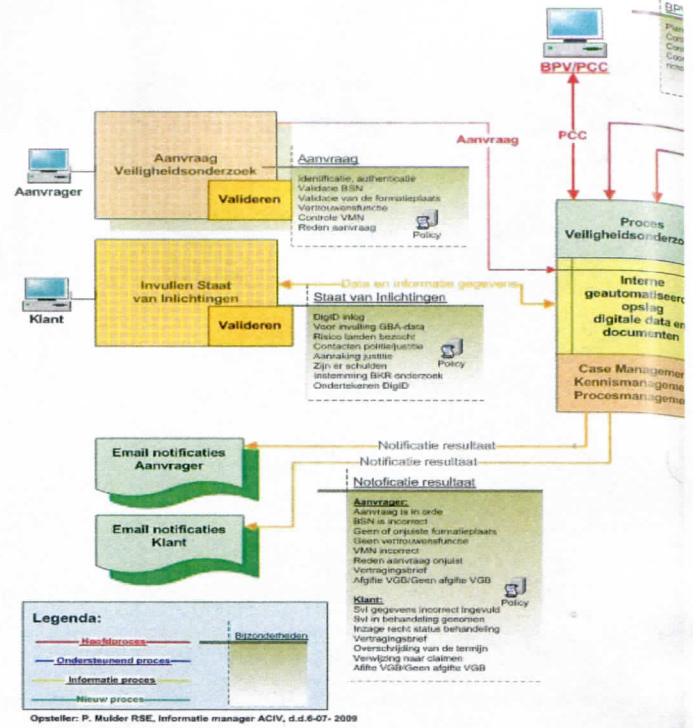 BPV/PCC
Aanvraag
PCC
Aanvraag
Veiligheidsonderzoek
Valideren
Aanvrager
Aanvraag
Identificatie, authenticatie
Validatie BSN
Validatie van de formatieplaats
Vertrouwensfunctie
Controle VMN
Reden aanvraag
Policy
Proces
Veiligheidsonderzo
Interne
geautomatiseerd
opslag
digitale data en
documenten
Case Managemen
Kennismanageme
Procesmanageme
Data en informatie gegevens
Invullen Staat
van Inlichtingen
Valideren
Klant
Staat van Inlichtingen
DigID inlog
Voor invulling GBA-data
Risico landen bezocht
Contacten politie/justitie
Aanraking justitie
Zijn er schulden
Instemming BKR onderzoek
Ondertekenen DigID
Policy
Email notificaties
Aanvrager
Notificatie resultaat
Notificatie resultaat
Email notificaties
Klant
Notoficatie resultaat
Aanvrager:
Aanvraag is in orde
BSN is incorrect
Geen of onjuiste formatieplaats
Geen vertrouwensfunctie
VMN incorrect
Reden aanvraag onjuist
Vertragingsbrief
Afgifte VGB/Geen afgifte VGB
Klant:
SvI gegevens incorrect ingevuld
SvI in behandeling genomen
Inzage recht status behandeling
Vertragingsbrief
Overschrijding van de termijn
Verwijzing naar claimen
Afifte VGB/Geen afgifte VGB
Policy
Legenda:
Hoofdproces
Ondersteunend proces
Informatie proces
Nieuw proces
Bijzonderheden
Opsteller: P. Mulder RSE, Informatie manager ACIV, d.d.6-07- 2009